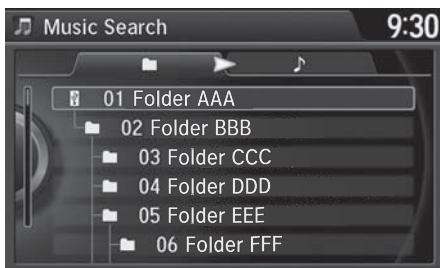 Music Search
9:30
01 Folder AAA
02 Folder BBB
03 Folder CCC
04 Folder DDD
05 Folder EEE
06 Folder FFF